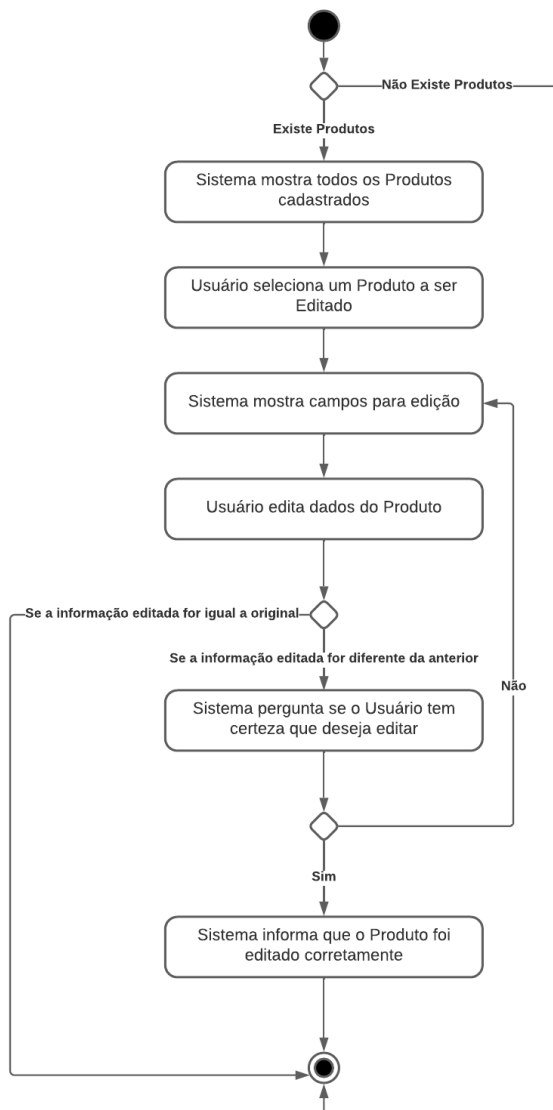 Não Existe Produtos
Existe Produtos
Sistema mostra todos os Produtos
cadastrados
Usuário seleciona um Produto a ser
Editado
Sistema mostra campos para edição
Usuário edita dados do Produto
Se a informação editada for igual a original
Se a informação editada for diferente da anterior
Não
Sistema pergunta se o Usuário tem
certeza que deseja editar
Sim
Sistema informa que o Produto foi
editado corretamente